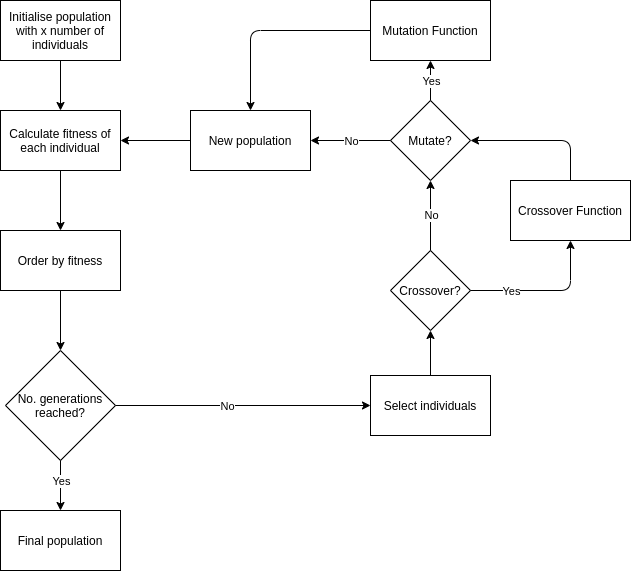 Initialise population
with x number of
individuals
Mutation Function
Yes
Calculate fitness of
each individual
New population
No
Mutate?
Crossover Function
No
Order by fitness
Crossover?
Yes
No. generations
reached?
No
Select individuals
Yes
Final population